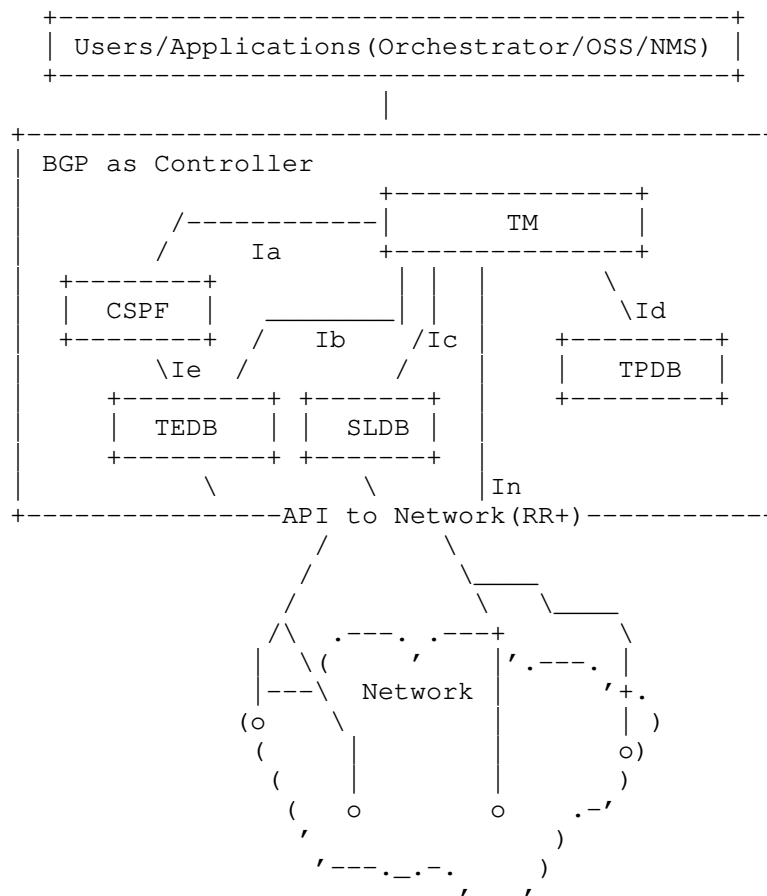 Users/Applications(Orchestrator/OSS/NMS)
BGP as Controller
TM
Ia
CSPF
Ib
Ic
Id
Ie
TPDB
TEDB
SLDB
In
API to Network(RR+)
Network